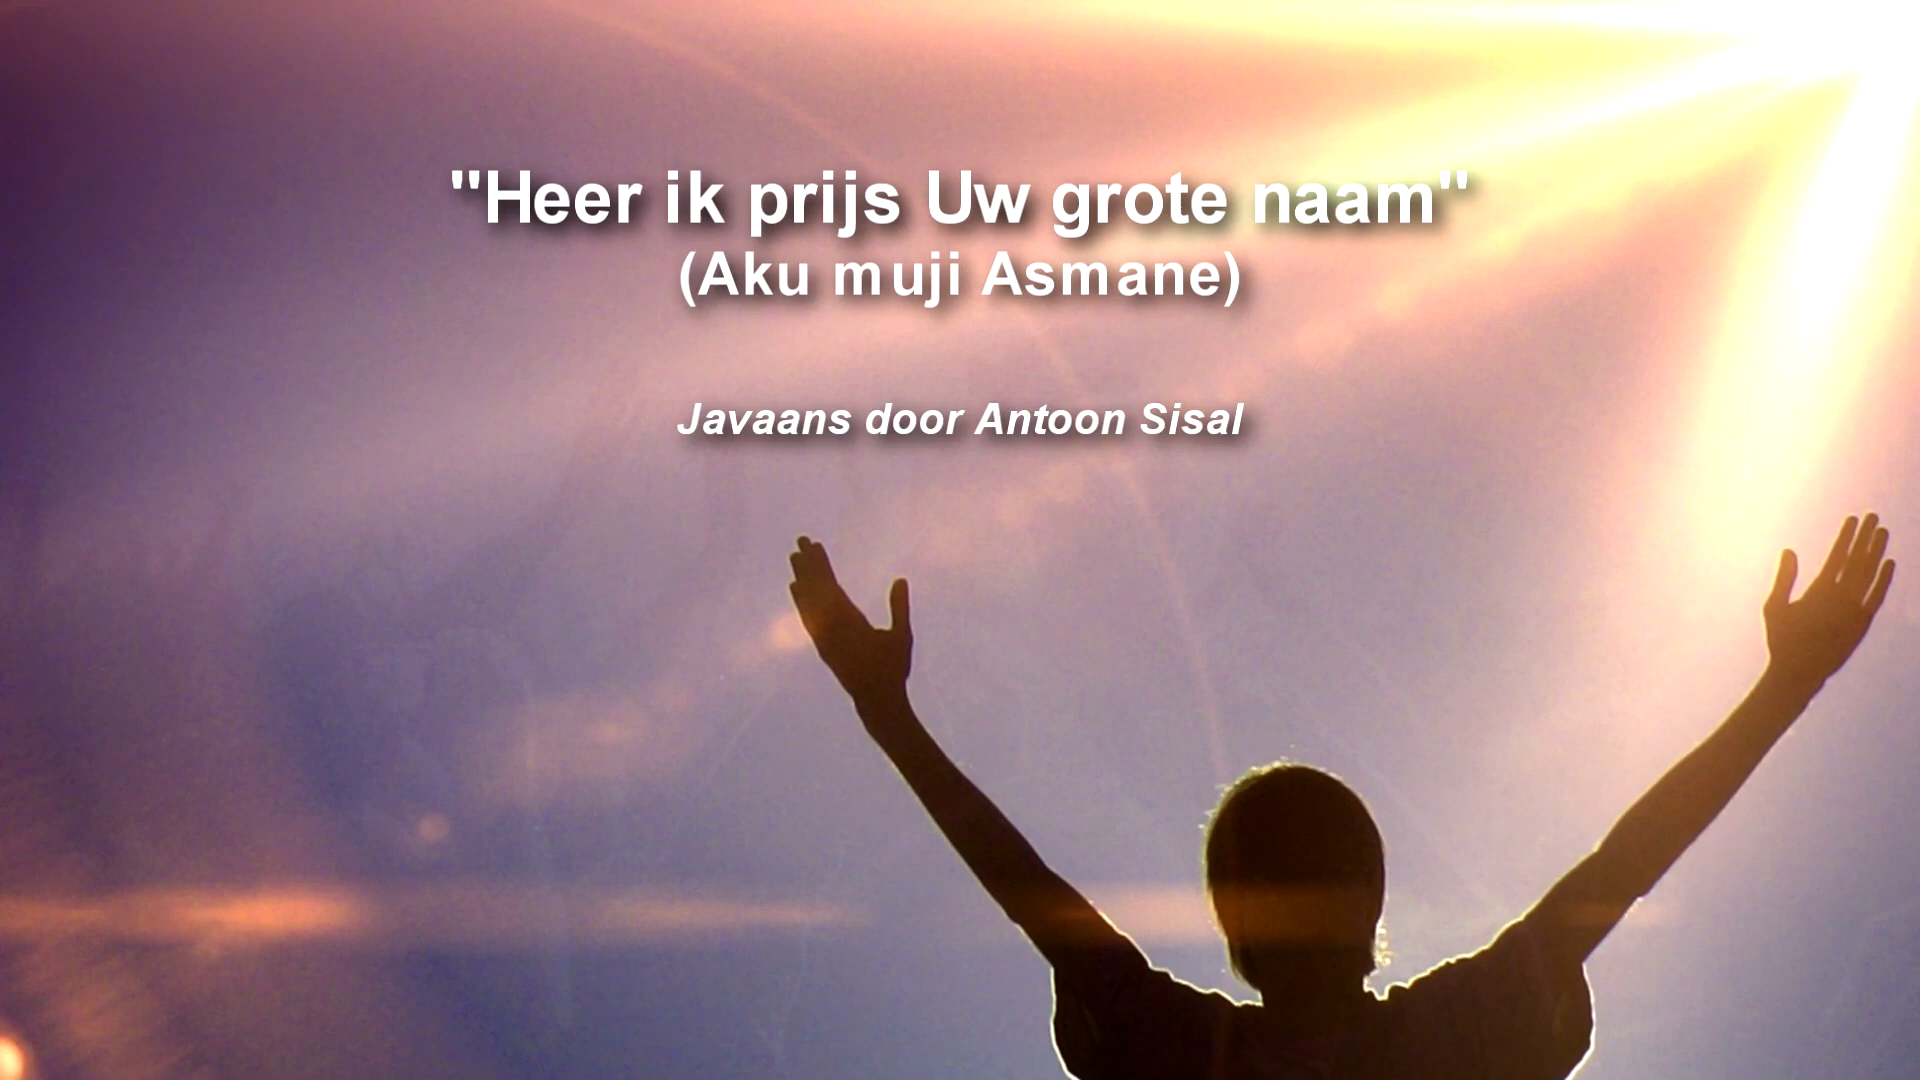 "Heer ik prijs Uw grote naam"
(Aku muji Asmane)
Javaans door Antoon Sisal